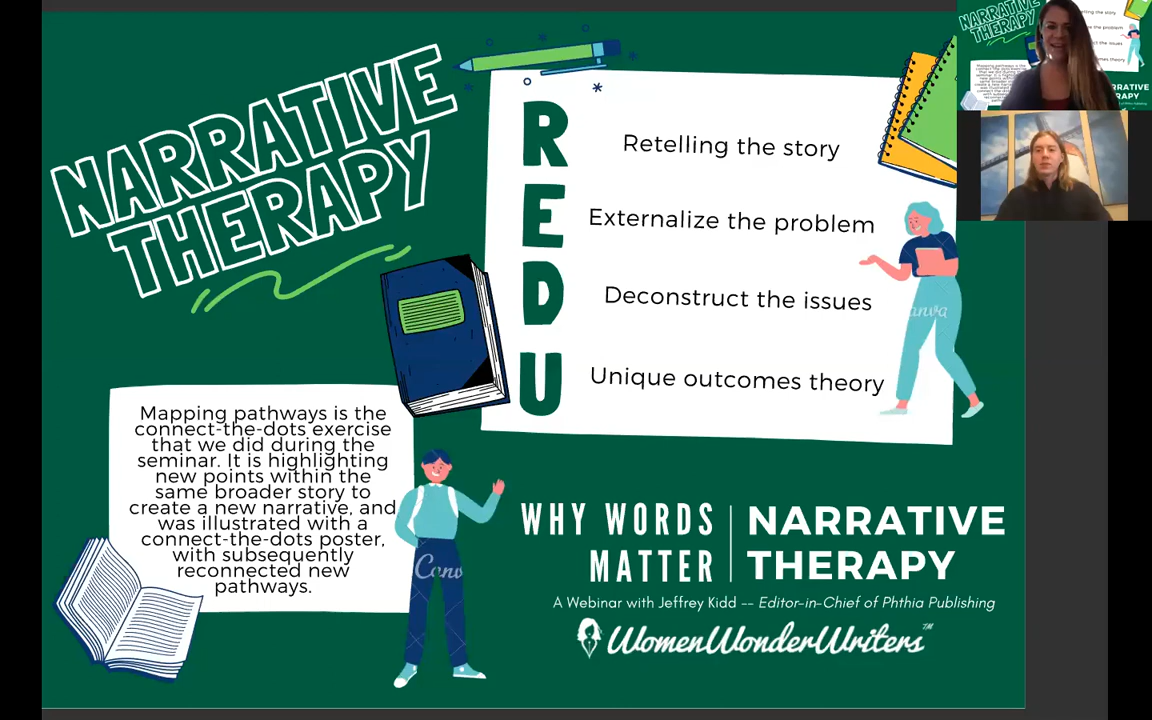 NARRATIVE
THERAPY
R
Retelling the story
E
Externalize the problem
D
Deconstruct the issues
U
Unique outcomes theory
Mapping pathways is the
connect-the-dots exercise
that we did during the
seminar. It is highlighting
new points within the
same broader story to
create a new narrative, and
was illustrated with a
connect-the-dots poster,
with subsequently
reconnected new
pathways.
WHY WORDS
MATTER
NARRATIVE
THERAPY
A Webinar with Jeffrey Kidd -- Editor-in-Chief of Phthia Publishing
WomenWonderWriters™